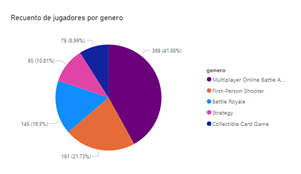 Recuento de jugadores por genero
79 (8.99%)
369 (41.98%)
95 (10.81%)
145 (16.5%)
191 (21.73%)
genero
Multiplayer Online Battle A...
First-Person Shooter
Battle Royale
Strategy
Collectible Card Game